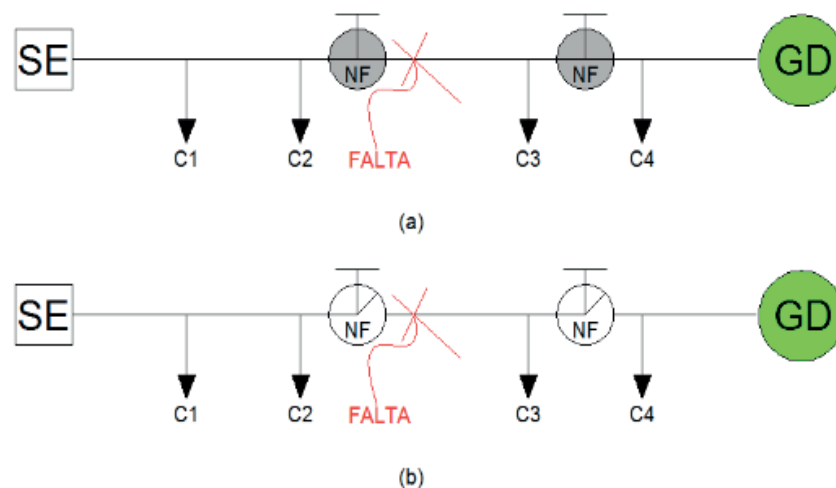 SE NF NF GD
C1 C2 FALTA C3 C4
(a)
SE NF NF GD
C1 C2 FALTA C3 C4
(b)